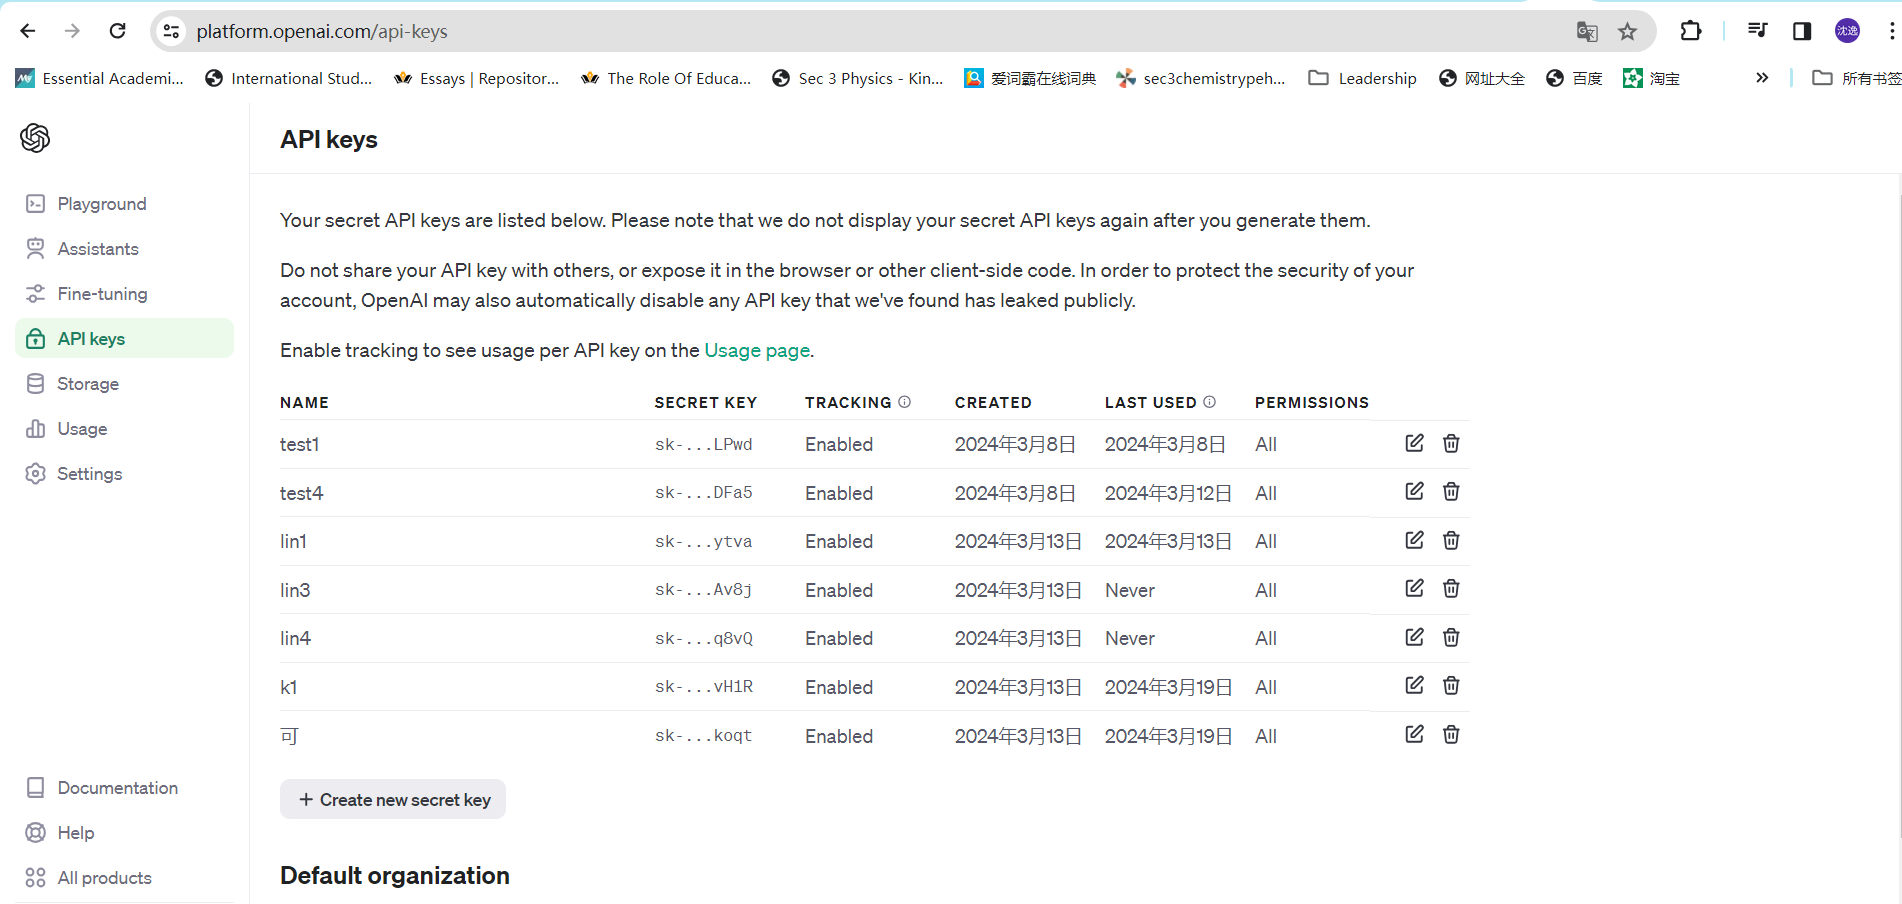 platform.openai.com/api-keys
沈逸
Essential Academi...
International Stud...
Essays | Repositor...
The Role Of Educa...
Sec 3 Physics - Kin...
爱词霸在线词典
sec3chemistrypeh...
Leadership
网址大全
百度
淘宝
所有书签
API keys
Playground
Assistants
Fine-tuning
API keys
Storage
Usage
Settings
Documentation
Help
All products
Your secret API keys are listed below. Please note that we do not display your secret API keys again after you generate them.
Do not share your API key with others, or expose it in the browser or other client-side code. In order to protect the security of your
account, OpenAI may also automatically disable any API key that we've found has leaked publicly.
Enable tracking to see usage per API key on the Usage page.
NAME SECRET KEY TRACKING CREATED LAST USED PERMISSIONS
test1 sk-...LPwd Enabled 2024年3月8日 2024年3月8日 All
test4 sk-...DFa5 Enabled 2024年3月8日 2024年3月12日 All
lin1 sk-...ytva Enabled 2024年3月13日 2024年3月13日 All
lin3 sk-...Av8j Enabled 2024年3月13日 Never All
lin4 sk-...q8vQ Enabled 2024年3月13日 Never All
k1 sk-...vH1R Enabled 2024年3月13日 2024年3月19日 All
可 sk-...koqt Enabled 2024年3月13日 2024年3月19日 All
+ Create new secret key
Default organization